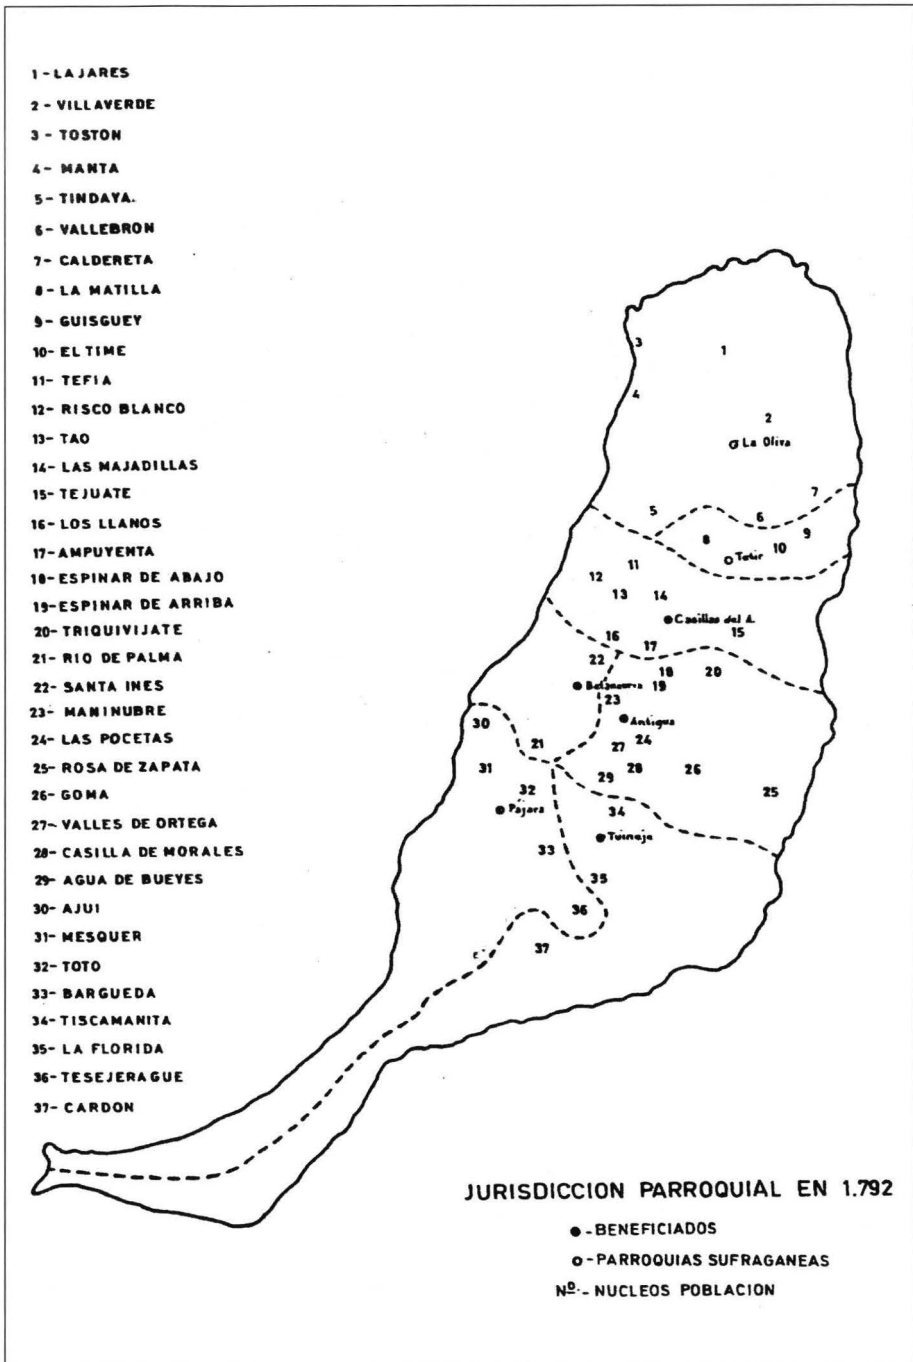 1 - LAJARES
2 - VILLAVERDE
3 - TOSTON
4 - MANTA
5 - TINDAYA.
6 - VALLEBRON
7 - CALDERETA
8 - LA MATILLA
9 - GUISGUEY
10 - EL TIME
11 - TEFIA
12 - RISCO BLANCO
13 - TAO
14 - LAS MAJADILLAS
15 - TEJUATE
16 - LOS LLANOS
17 - AMPUYENTA
18 - ESPINAR DE ABAJO
19 - ESPINAR DE ARRIBA
20 - TRIQUIVIJATE
21 - RIO DE PALMA
22 - SANTA INES
23 - MANINUBRE
24 - LAS POCETAS
25 - ROSA DE ZAPATA
26 - GOMA
27 - VALLES DE ORTEGA
28 - CASILLA DE MORALES
29 - AGUA DE BUEYES
30 - AJUI
31 - MESQUER
32 - TOTO
33 - BARGUEDA
34 - TISCAMANITA
35 - LA FLORIDA
36 - TESEJERAGUE
37 - CARDON
3
1
4
2
La Oliva
7
5
6
8
9
10
Tetir
11
12
13
14
Casillas del A.
15
16
17
22
18
20
Betancuria
19
23
Antigua
30
21
27
24
31
29
28
26
32
25
Pájara
34
Tuineje
33
35
36
37
JURISDICCION PARROQUIAL EN 1.792
● - BENEFICIADOS
o - PARROQUIAS SUFRAGANEAS
Nº. - NUCLEOS POBLACION